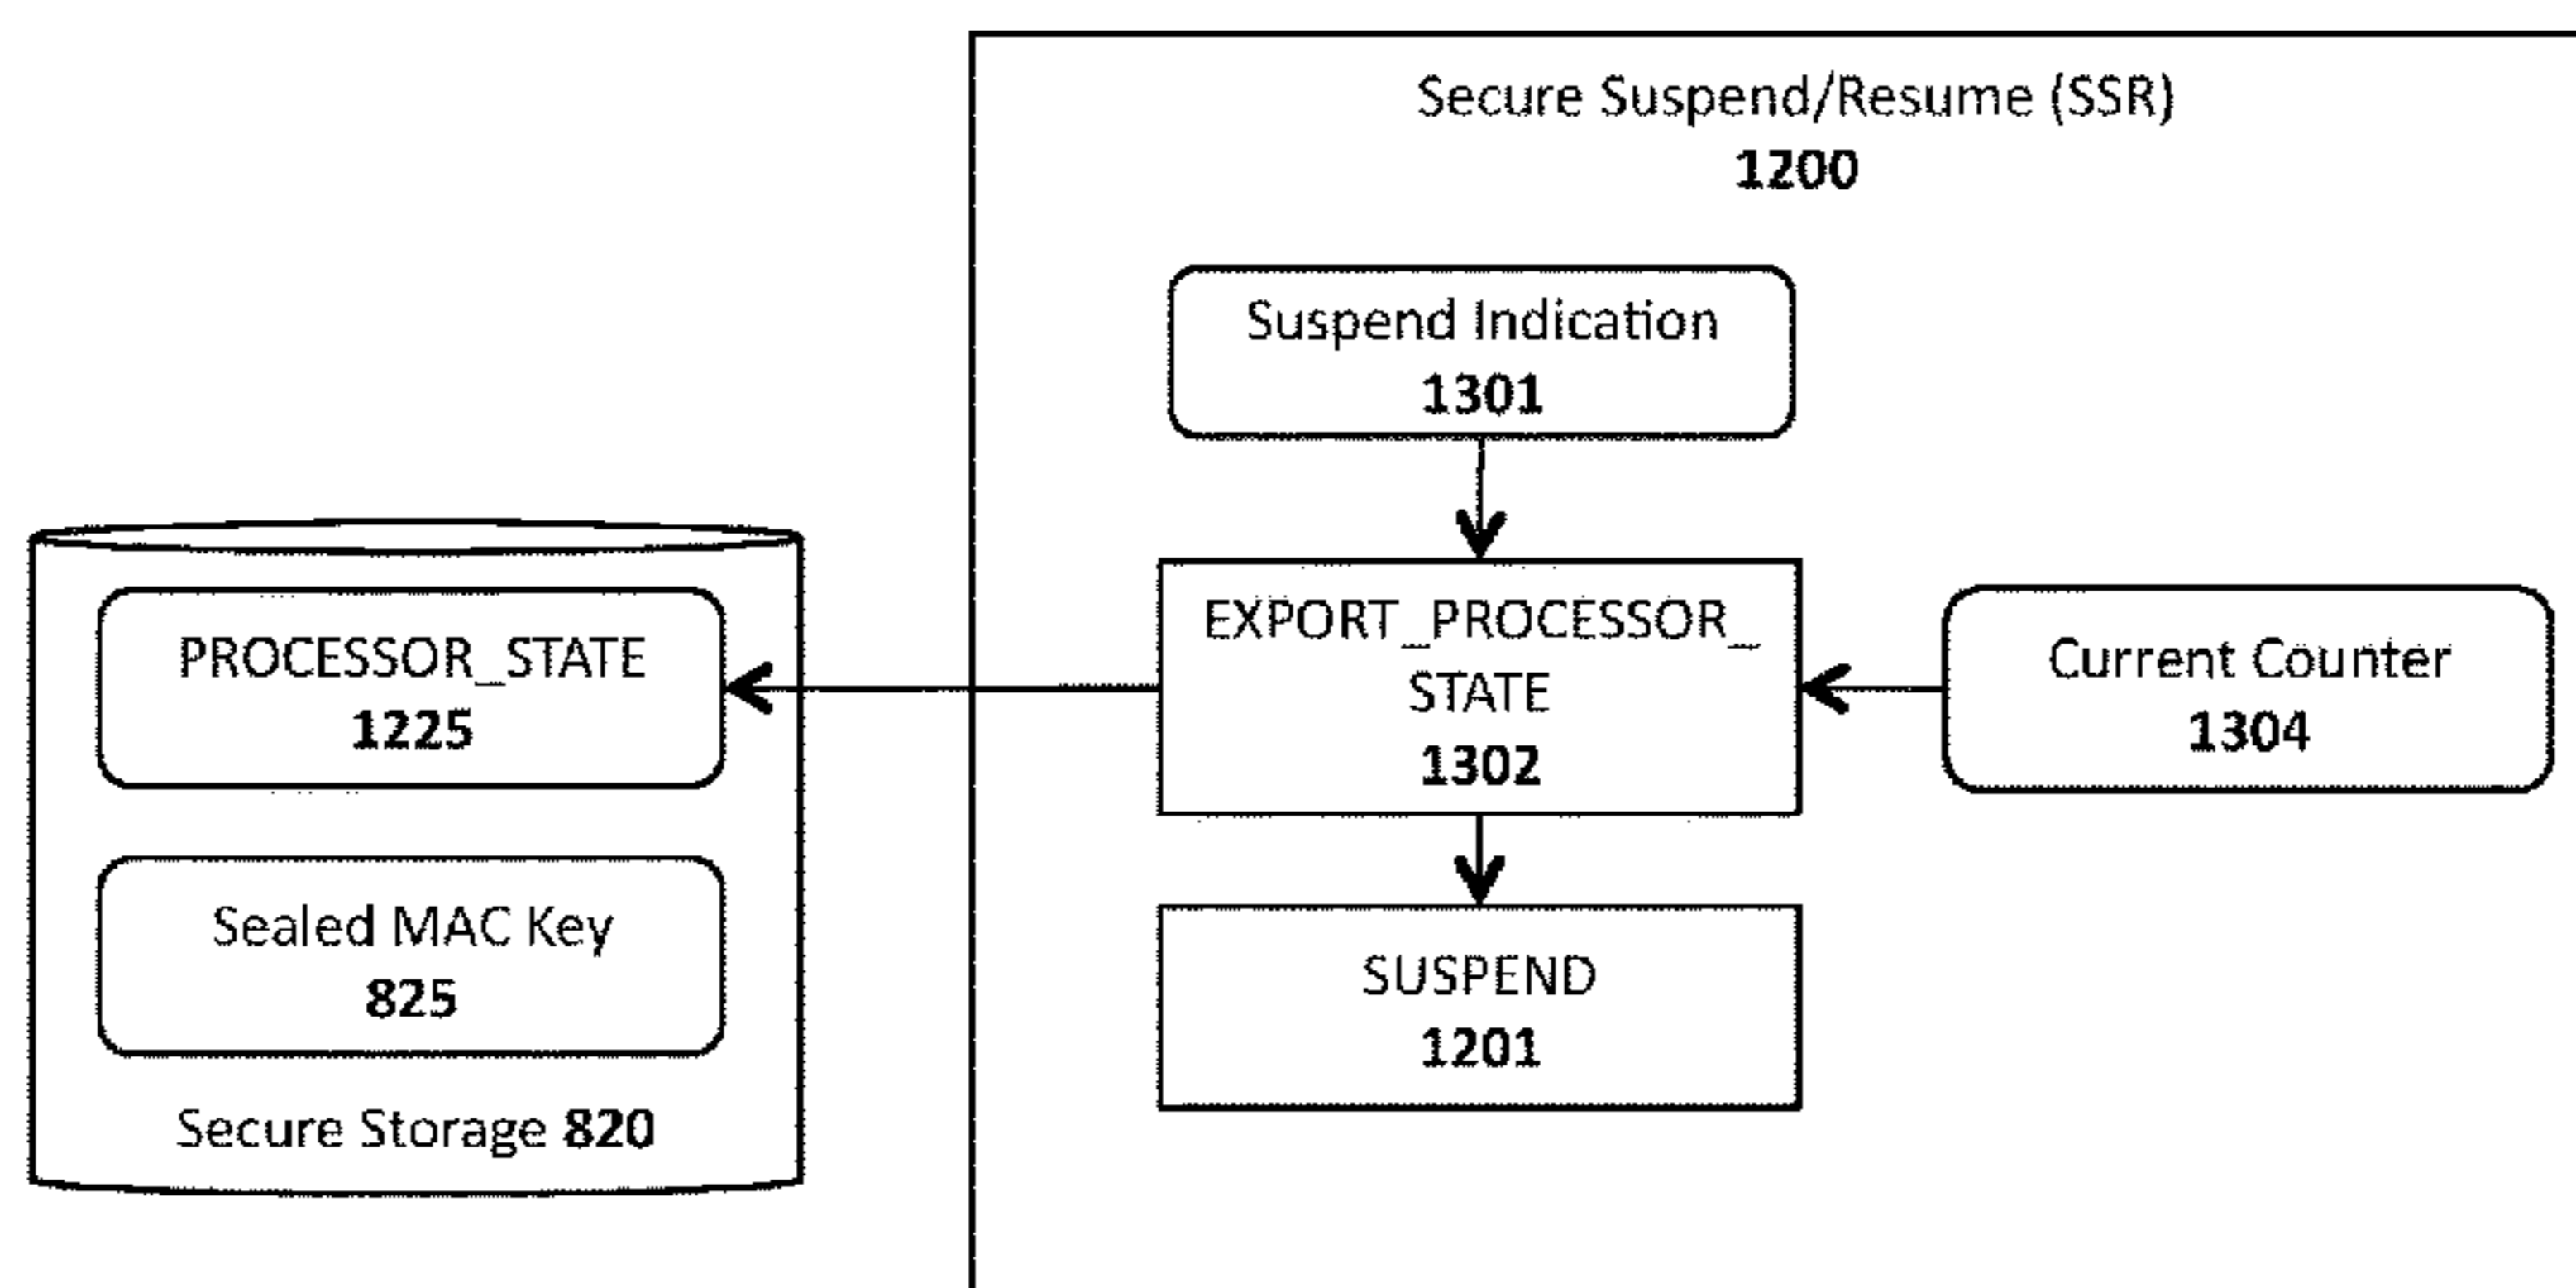 Secure Suspend/Resume (SSR)
1200
Suspend Indication
1301
EXPORT_PROCESSOR_
STATE
1302
Current Counter
1304
PROCESSOR_STATE
1225
Sealed MAC Key
825
Secure Storage 820
SUSPEND
1201